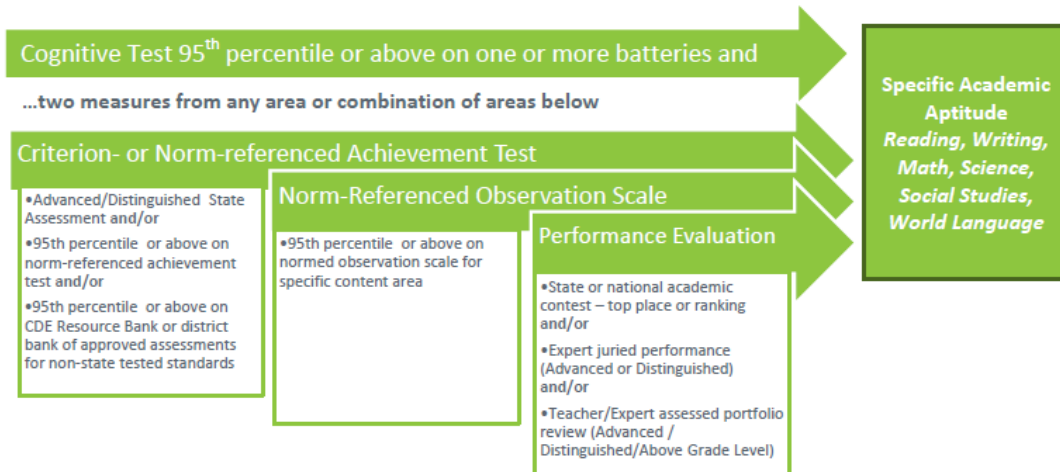 Cognitive Test 95th percentile or above on one or more batteries and
...two measures from any area or combination of areas below
Criterion- or Norm-referenced Achievement Test
•Advanced/Distinguished State
Assessment and/or
•95th percentile or above on
norm-referenced achievement
test and/or
•95th percentile or above on
CDE Resource Bank or district
bank of approved assessments
for non-state tested standards
Norm-Referenced Observation Scale
•95th percentile or above on
normed observation scale for
specific content area
Performance Evaluation
•State or national academic
contest – top place or ranking
and/or
•Expert juried performance
(Advanced or Distinguished)
and/or
•Teacher/Expert assessed portfolio
review (Advanced /
Distinguished/Above Grade Level)
Specific Academic
Aptitude
Reading, Writing,
Math, Science,
Social Studies,
World Language